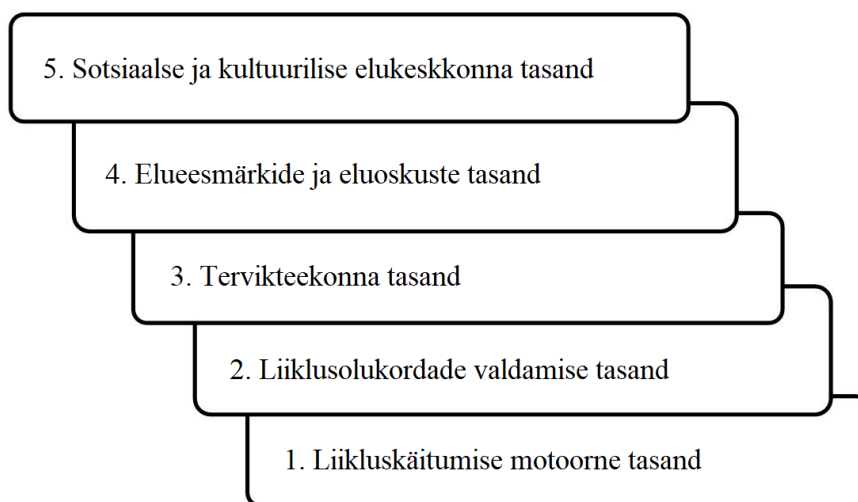 5. Sotsiaalse ja kultuurilise elukeskkonna tasand
4. Elueesmärkide ja eluoskuste tasand
3. Tervikteekonna tasand
2. Liiklusolukordade valdamise tasand
1. Liikluskäitumise motoorne tasand